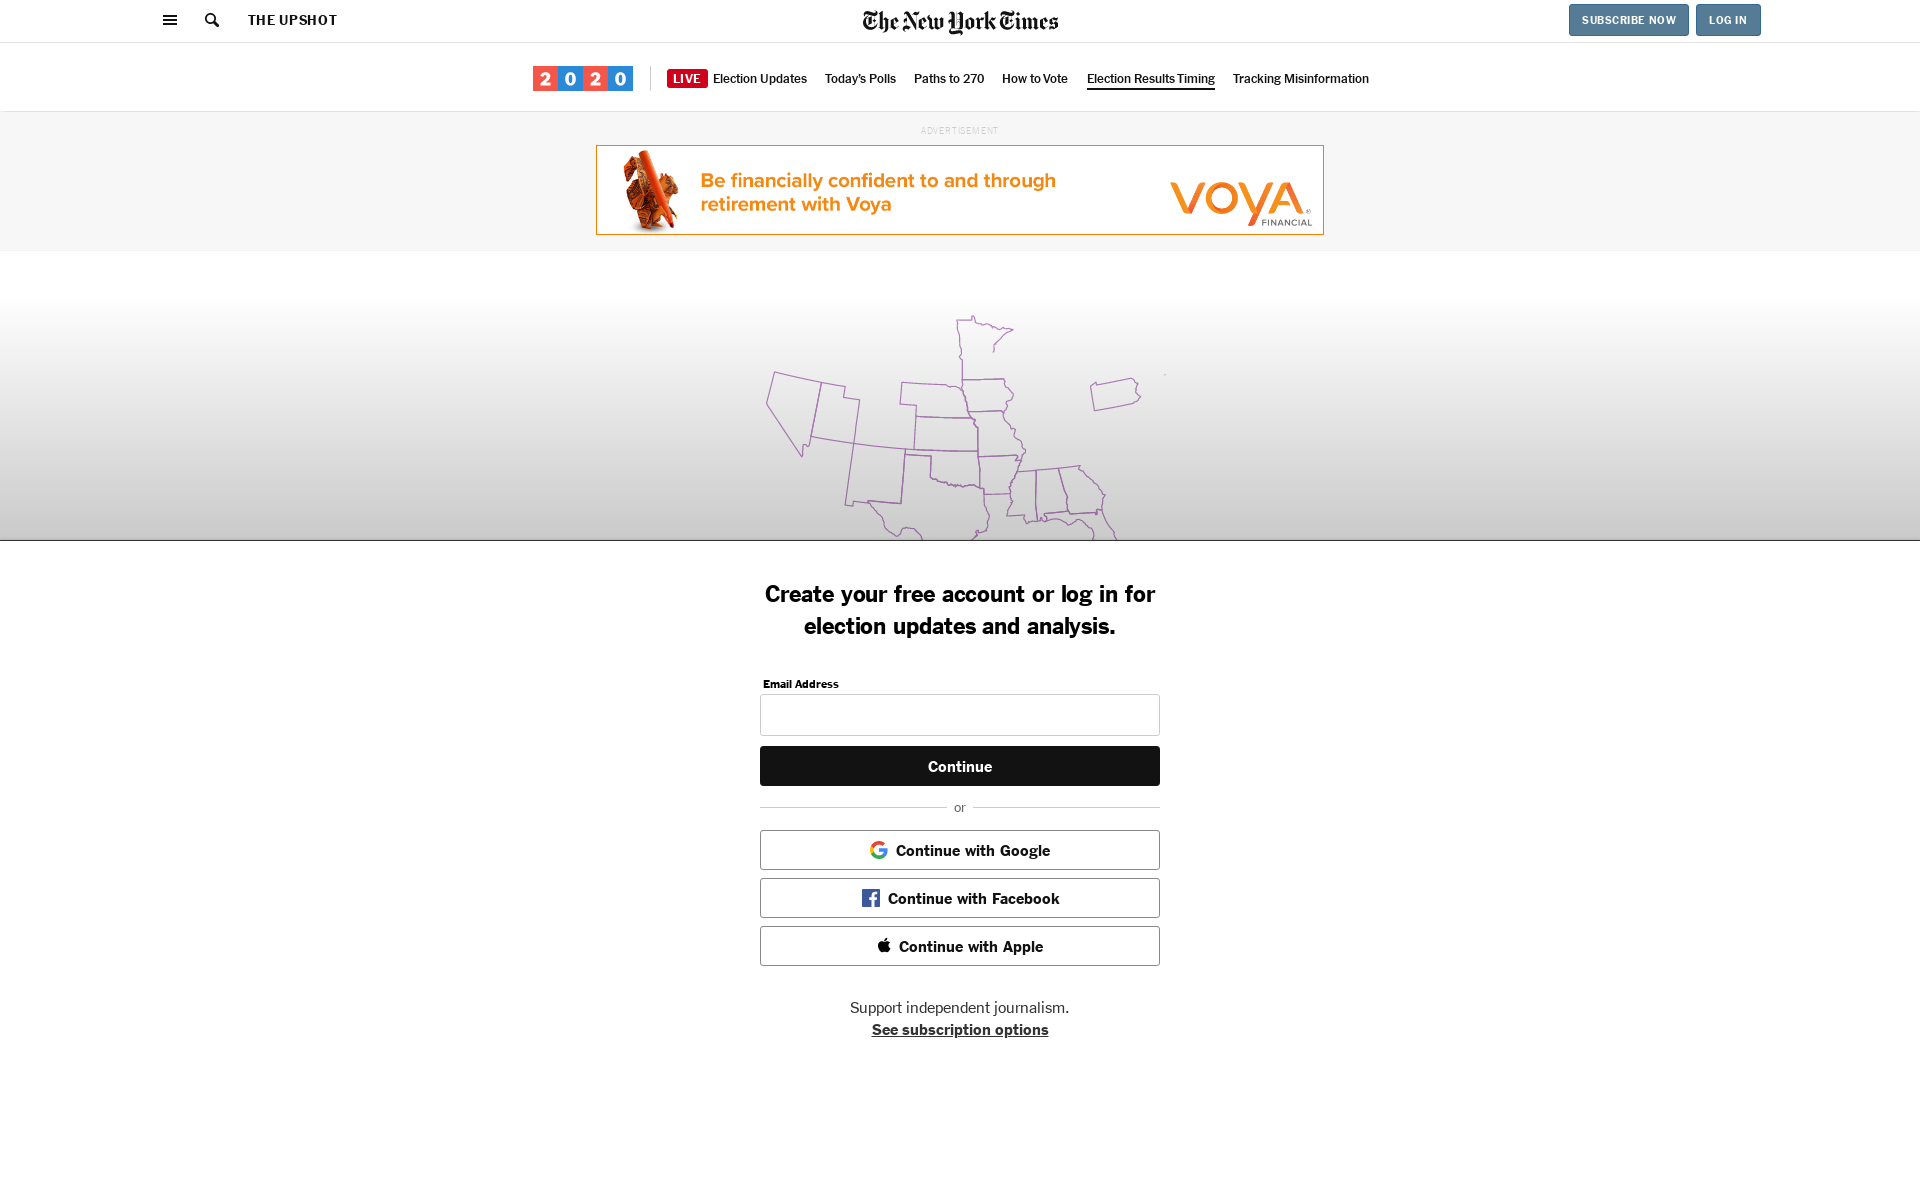 THE UPSHOT
The New York Times
SUBSCRIBE NOW
LOG IN
2020
LIVE Election Updates
Today's Polls
Paths to 270
How to Vote
Election Results Timing
Tracking Misinformation
ADVERTISEMENT
Be financially confident to and through
retirement with Voya
VOYA
FINANCIAL
Create your free account or log in for
election updates and analysis.
Email Address
Continue
or
Continue with Google
Continue with Facebook
Continue with Apple
Support independent journalism.
See subscription options